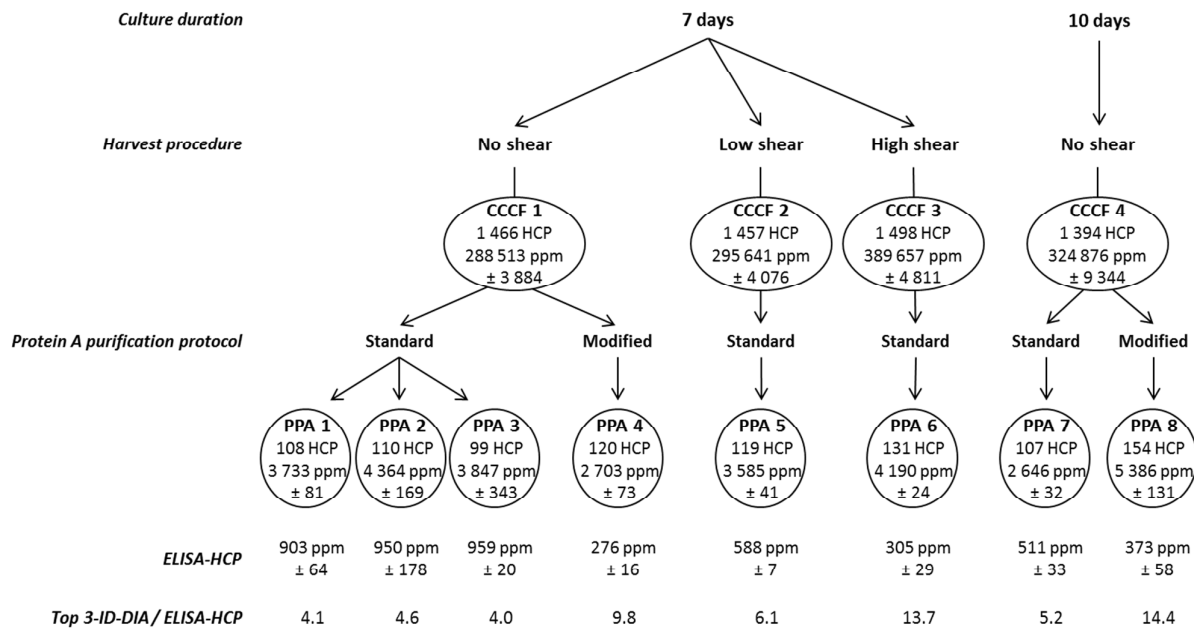 Culture duration 7 days 10 days
Harvest procedure No shear Low shear High shear No shear
CCCF 1 CCCF 2 CCCF 3 CCCF 4
1 466 HCP 1 457 HCP 1 498 HCP 1 394 HCP
288 513 ppm 295 641 ppm 389 657 ppm 324 876 ppm
± 3 884 ± 4 076 ± 4 811 ± 9 344
Protein A purification protocol Standard Modified Standard Standard Standard Modified
PPA 1 PPA 2 PPA 3 PPA 4 PPA 5 PPA 6 PPA 7 PPA 8
108 HCP 110 HCP 99 HCP 120 HCP 119 HCP 131 HCP 107 HCP 154 HCP
3 733 ppm 4 364 ppm 3 847 ppm 2 703 ppm 3 585 ppm 4 190 ppm 2 646 ppm 5 386 ppm
± 81 ± 169 ± 343 ± 73 ± 41 ± 24 ± 32 ± 131
ELISA-HCP 903 ppm 950 ppm 959 ppm 276 ppm 588 ppm 305 ppm 511 ppm 373 ppm
± 64 ± 178 ± 20 ± 16 ± 7 ± 29 ± 33 ± 58
Top 3-ID-DIA / ELISA-HCP 4.1 4.6 4.0 9.8 6.1 13.7 5.2 14.4